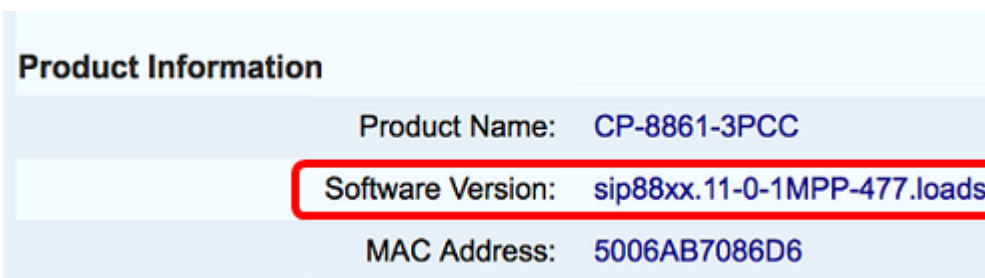 Product Information
Product Name: CP-8861-3PCC
Software Version: sip88xx.11-0-1MPP-477.loads
MAC Address: 5006AB7086D6